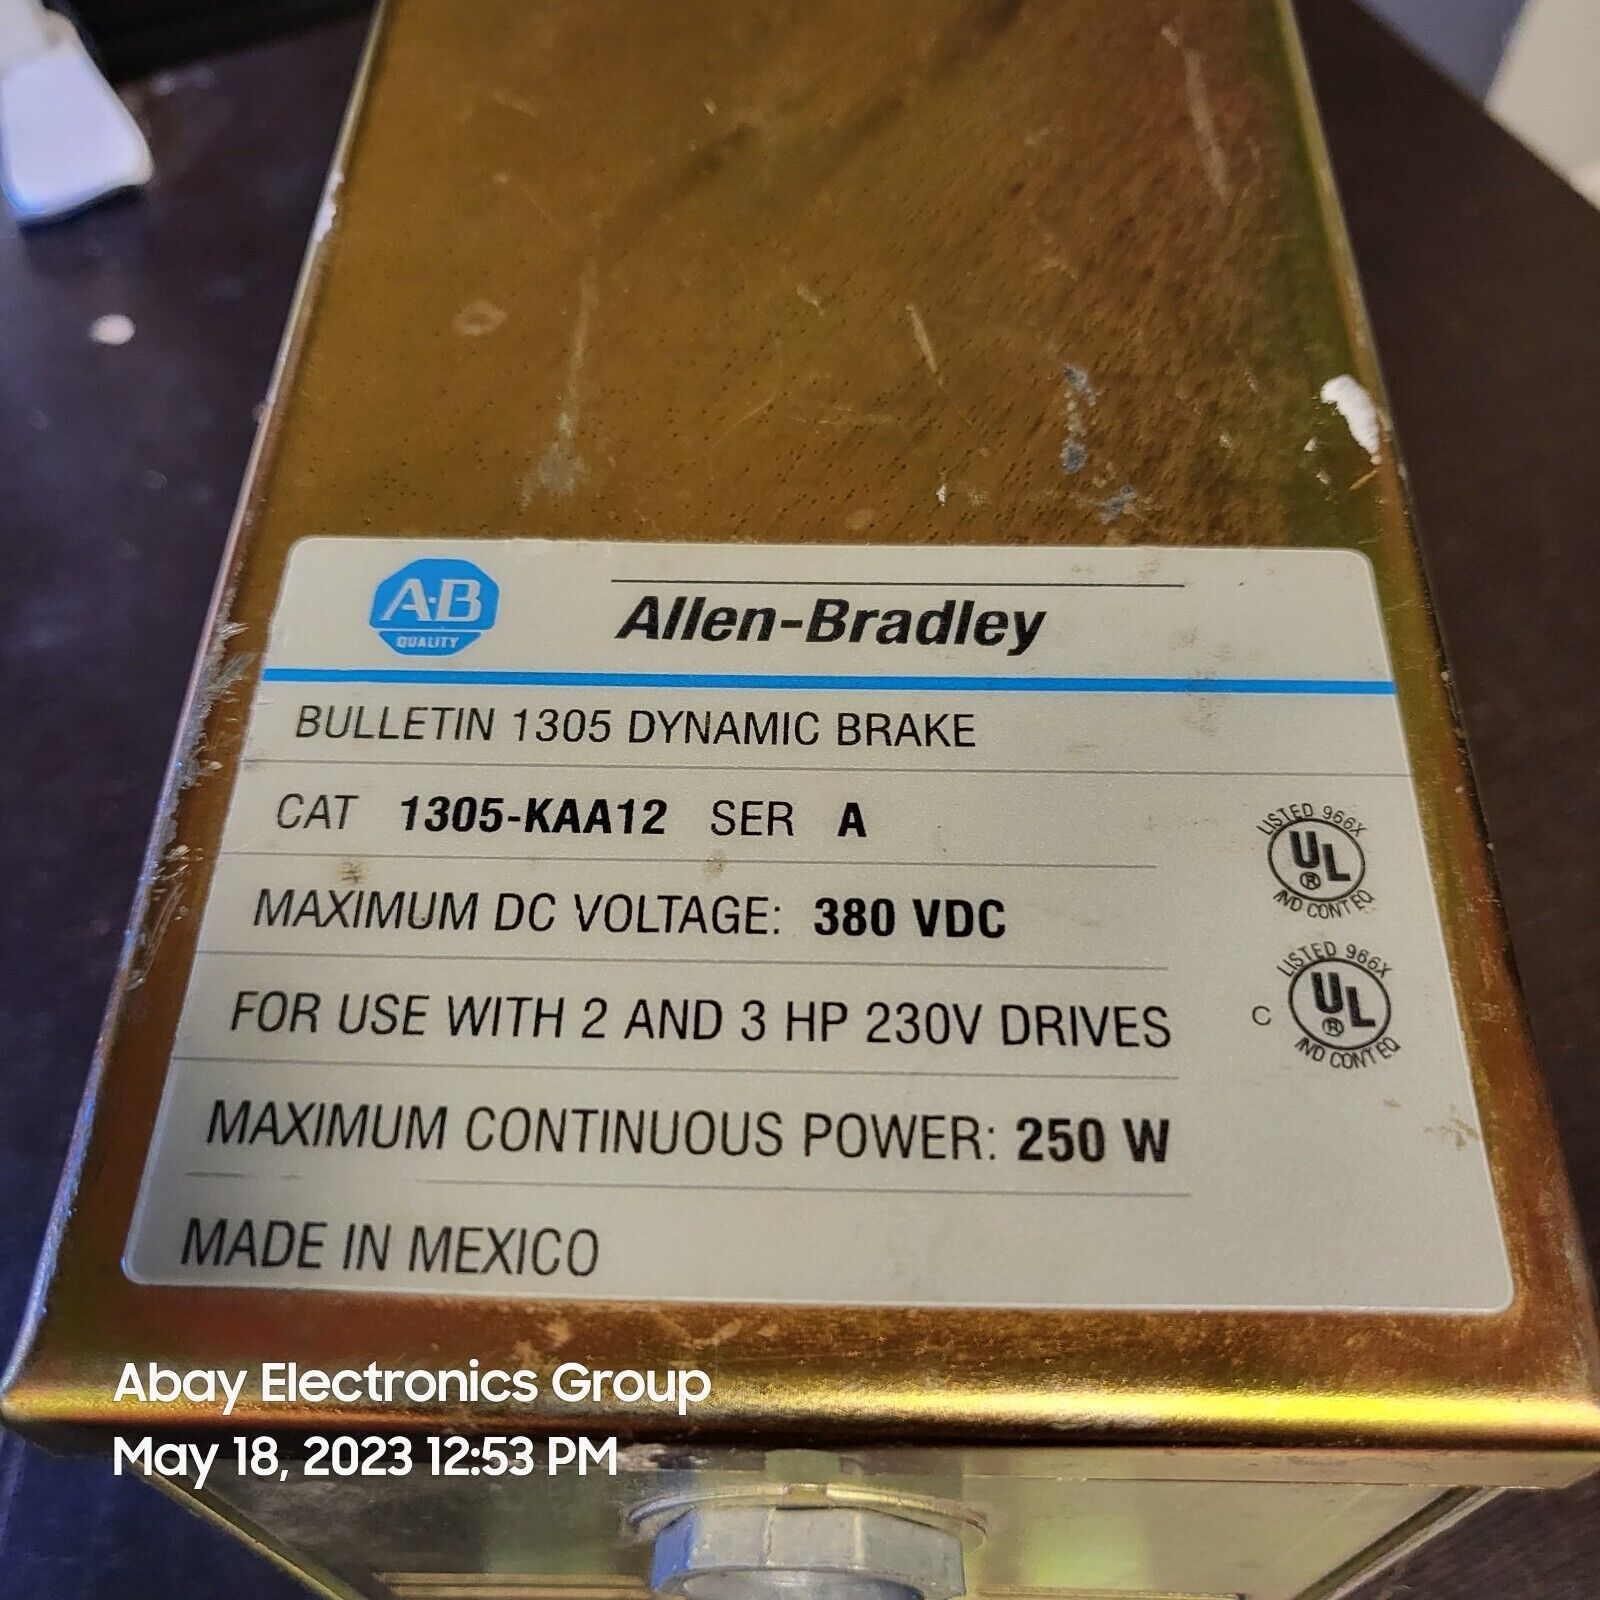 A-B
QUALITY
Allen-Bradley
BULLETIN 1305 DYNAMIC BRAKE
CAT 1305-KAA12 SER A
MAXIMUM DC VOLTAGE: 380 VDC
FOR USE WITH 2 AND 3 HP 230V DRIVES
MAXIMUM CONTINUOUS POWER: 250 W
MADE IN MEXICO
LISTED 966X
UL
®
IND CONT EQ
LISTED 966X
C UL
®
IND CONT EQ
Abay Electronics Group
May 18, 2023 12:53 PM